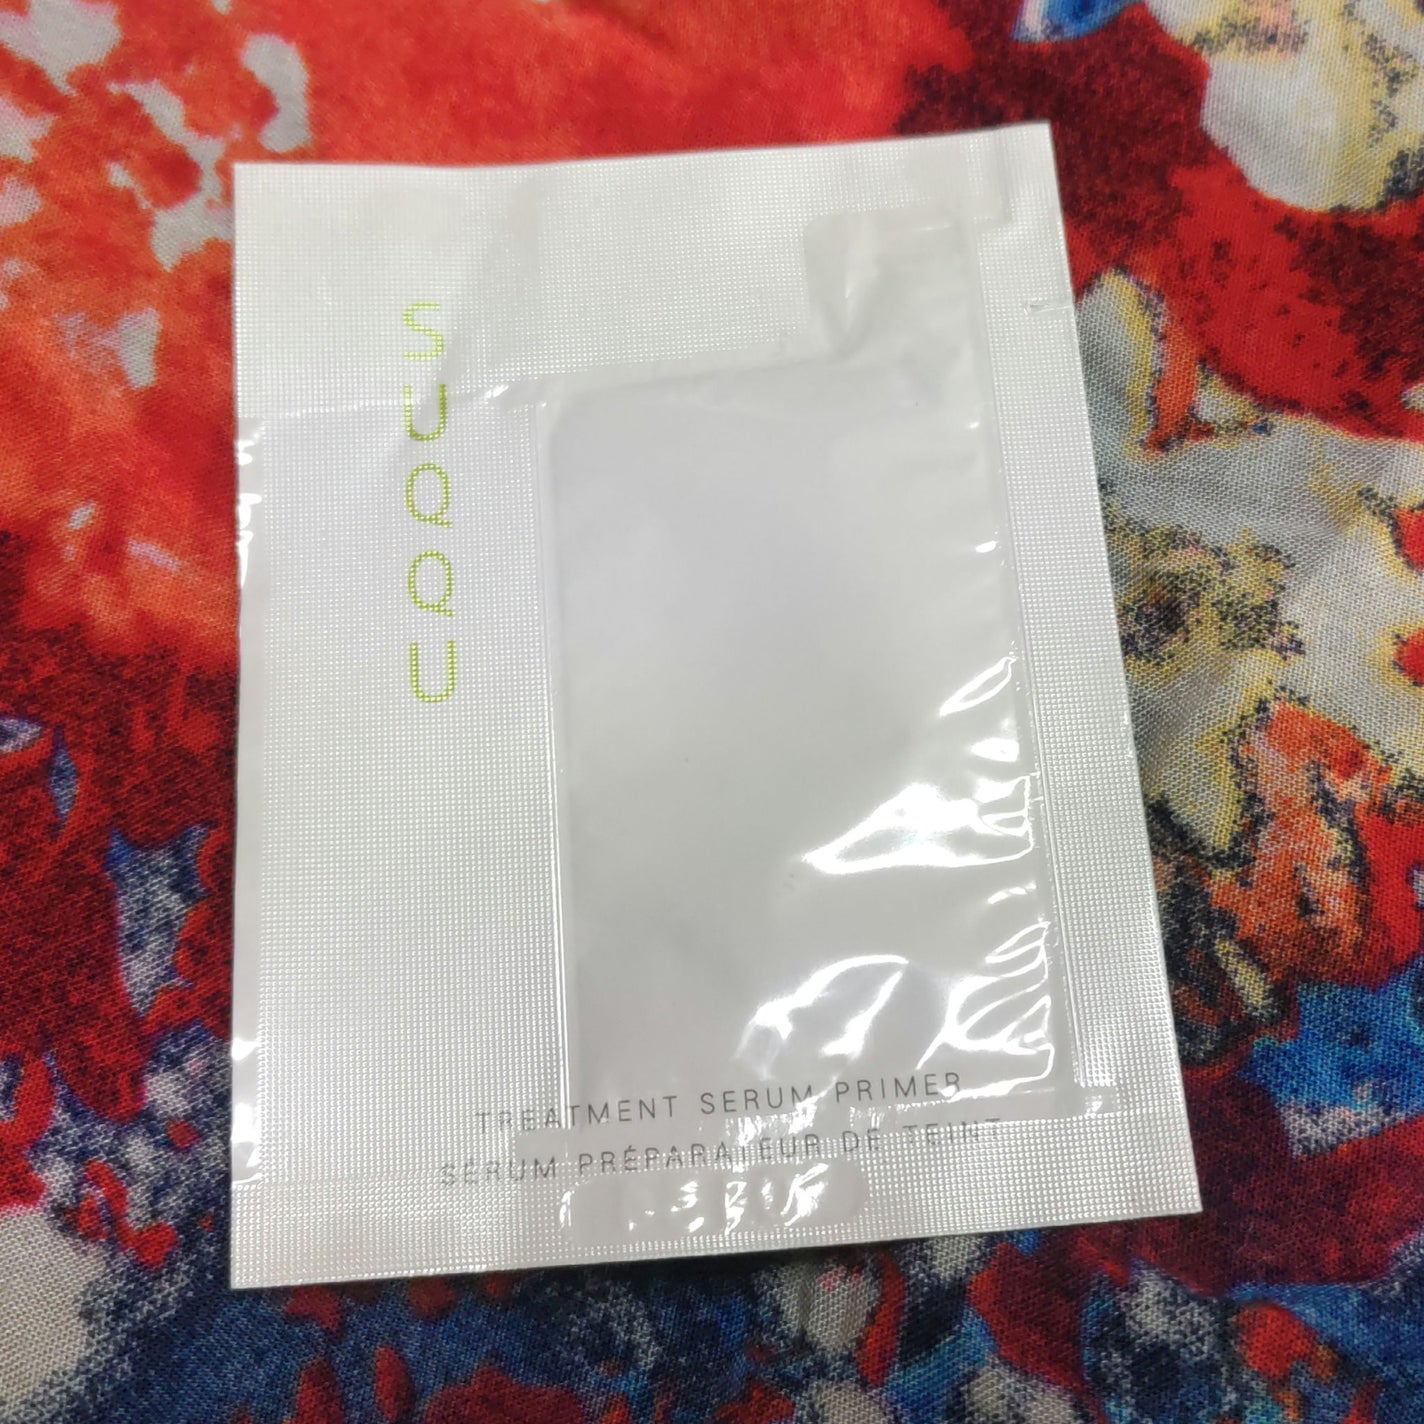 SUQQU
TREATMENT SERUM PRIMER
SÉRUM PRÉPARATEUR DE TEINT